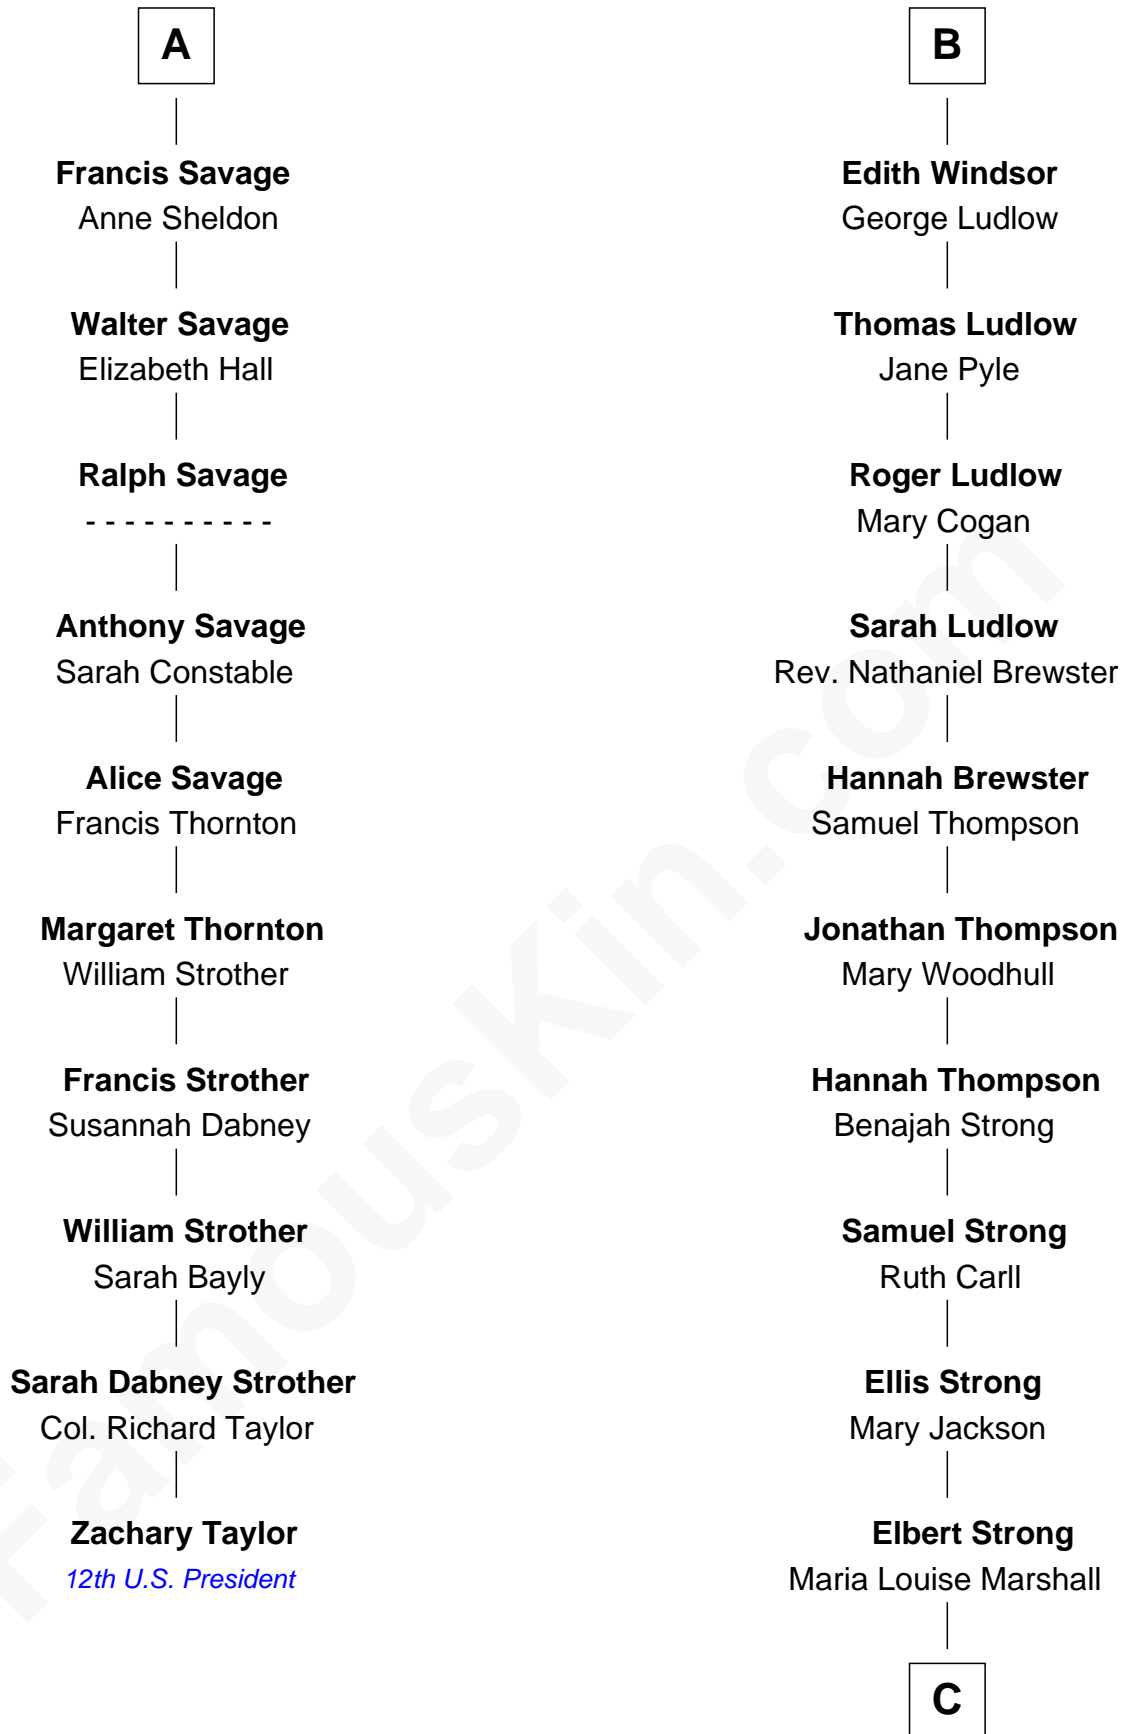 A
Francis Savage
Anne Sheldon
Walter Savage
Elizabeth Hall
Ralph Savage
- - - - - - - - - -
Anthony Savage
Sarah Constable
Alice Savage
Francis Thornton
Margaret Thornton
William Strother
Francis Strother
Susannah Dabney
William Strother
Sarah Bayly
Sarah Dabney Strother
Col. Richard Taylor
Zachary Taylor
12th U.S. President
B
Edith Windsor
George Ludlow
Thomas Ludlow
Jane Pyle
Roger Ludlow
Mary Cogan
Sarah Ludlow
Rev. Nathaniel Brewster
Hannah Brewster
Samuel Thompson
Jonathan Thompson
Mary Woodhull
Hannah Thompson
Benajah Strong
Samuel Strong
Ruth Carll
Ellis Strong
Mary Jackson
Elbert Strong
Maria Louise Marshall
C
FamousKin.com